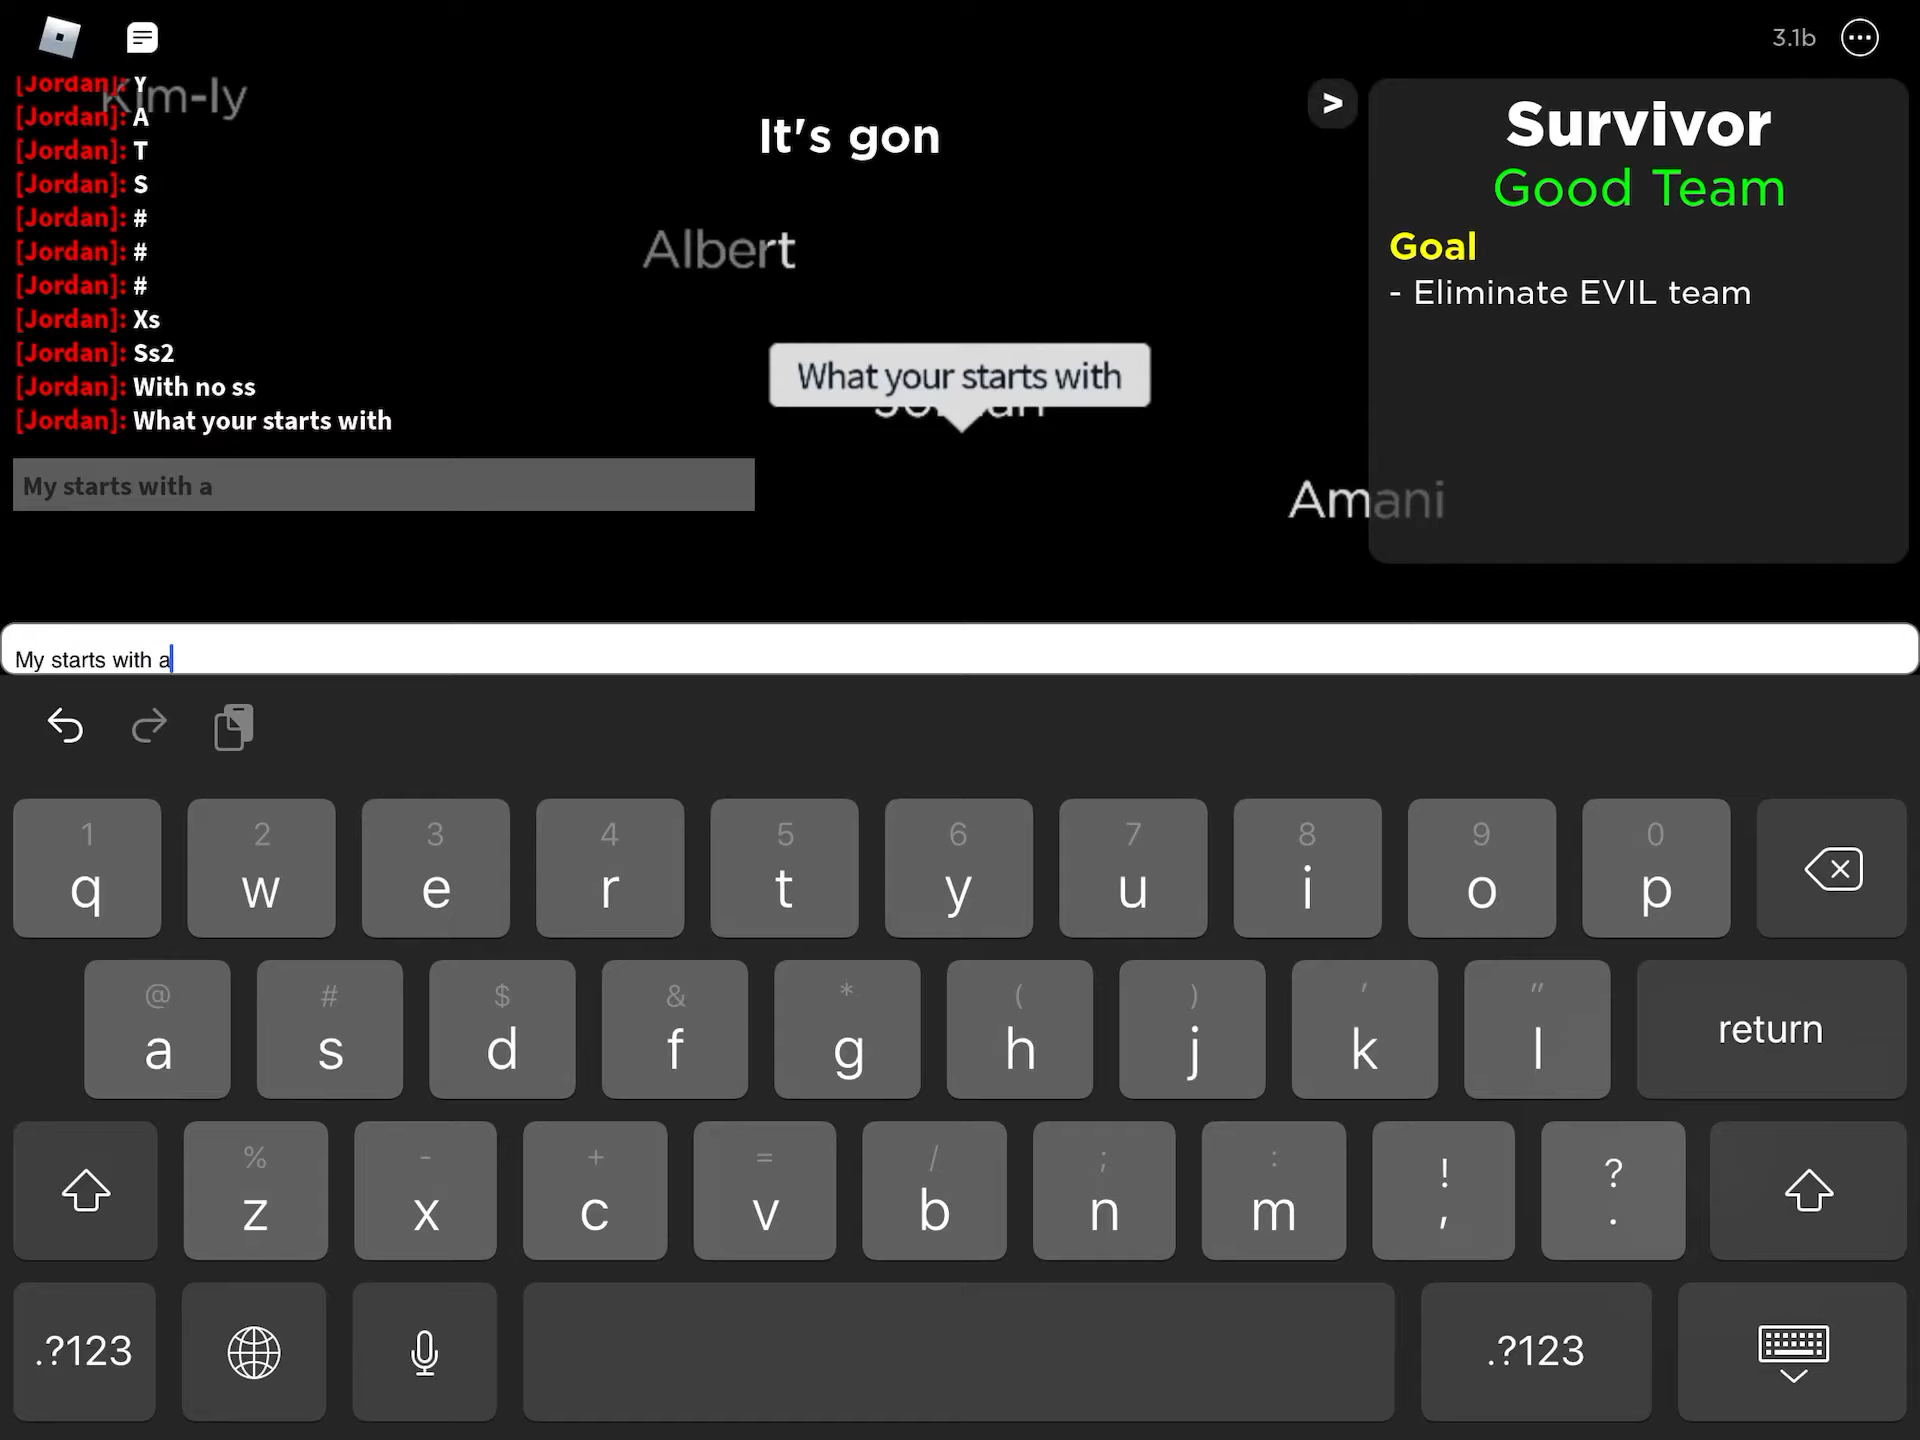 3.1b
[Jordan]: Y
Kim-ly
[Jordan]: A
[Jordan]: T
[Jordan]: S
[Jordan]: #
[Jordan]: #
[Jordan]: #
[Jordan]: Xs
[Jordan]: Ss2
[Jordan]: With no ss
[Jordan]: What your starts with
My starts with a
It's gon
Albert
What your starts with
Jordan
Amani
>
Survivor
Good Team
Goal
- Eliminate EVIL team
My starts with a
1 2 3 4 5 6 7 8 9 0
q w e r t y u i o p
@ # $ & * ( ) ' "
a s d f g h j k l return
% - + = / ; : ! ?
z x c v b n m , .
.?123 .?123